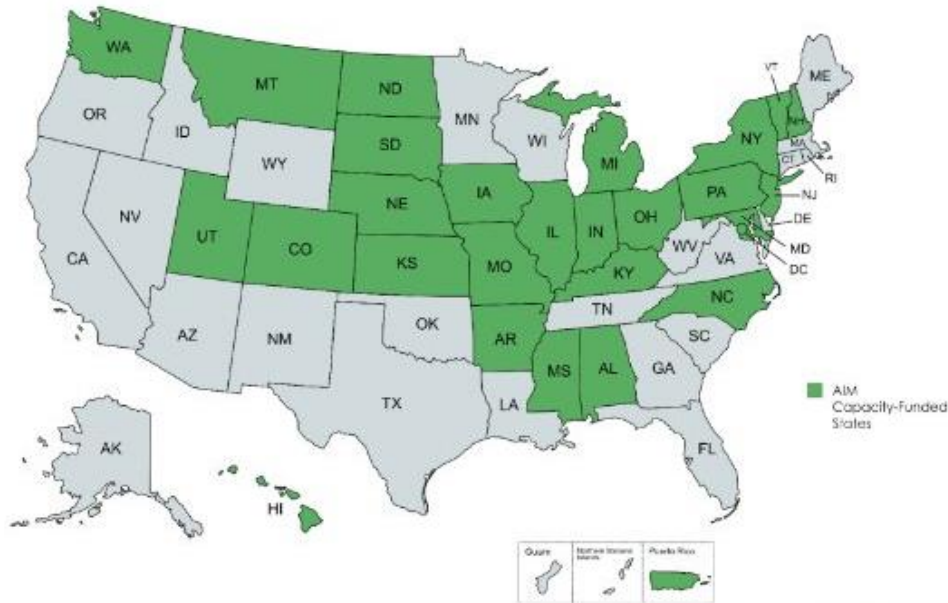 WA
MT
ND
MN
VT
ME
OR
ID
SD
WI
NY
NH
MA
CT
RI
WY
MI
IA
PA
NJ
NE
NV
UT
CO
IL
IN
OH
DE
MD
DC
CA
KS
MO
WV
VA
KY
NC
TN
AZ
NM
OK
AR
SC
MS
AL
GA
TX
LA
FL
AIM
Capacity-Funded
States
AK
HI
Guam
Northern Mariana
Islands
Puerto Rico